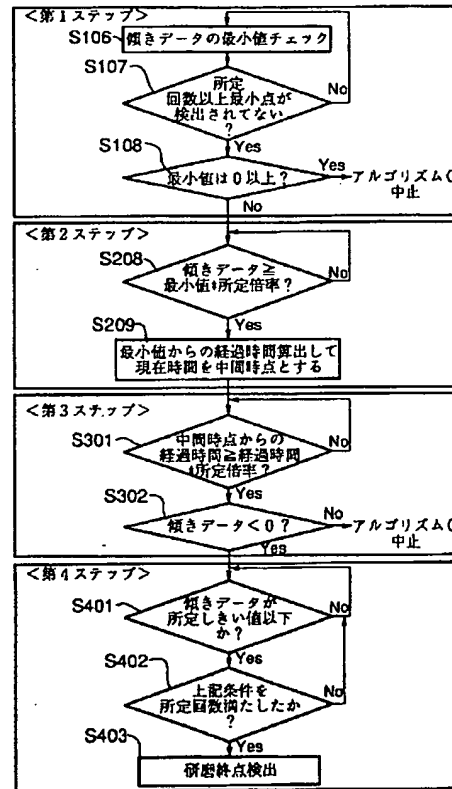 <第1ステップ>
S106
傾きデータの最小値チェック
S107
所定
回数以上最小点が
検出されてない
?
No
Yes
S108
最小値は0以上?
Yes
アルゴリズム
中止
No
<第2ステップ>
S208
傾きデータ≧
最小値*所定倍率?
No
Yes
S209
最小値からの経過時間算出して
現在時間を中間時点とする
<第3ステップ>
S301
中間時点からの
経過時間≧経過時間
*所定倍率?
No
Yes
S302
傾きデータ<0?
No
アルゴリズム
中止
Yes
<第4ステップ>
S401
傾きデータが
所定しきい値以下
か?
No
Yes
S402
上記条件を
所定回数満たしたか
?
No
Yes
S403
研磨終点検出